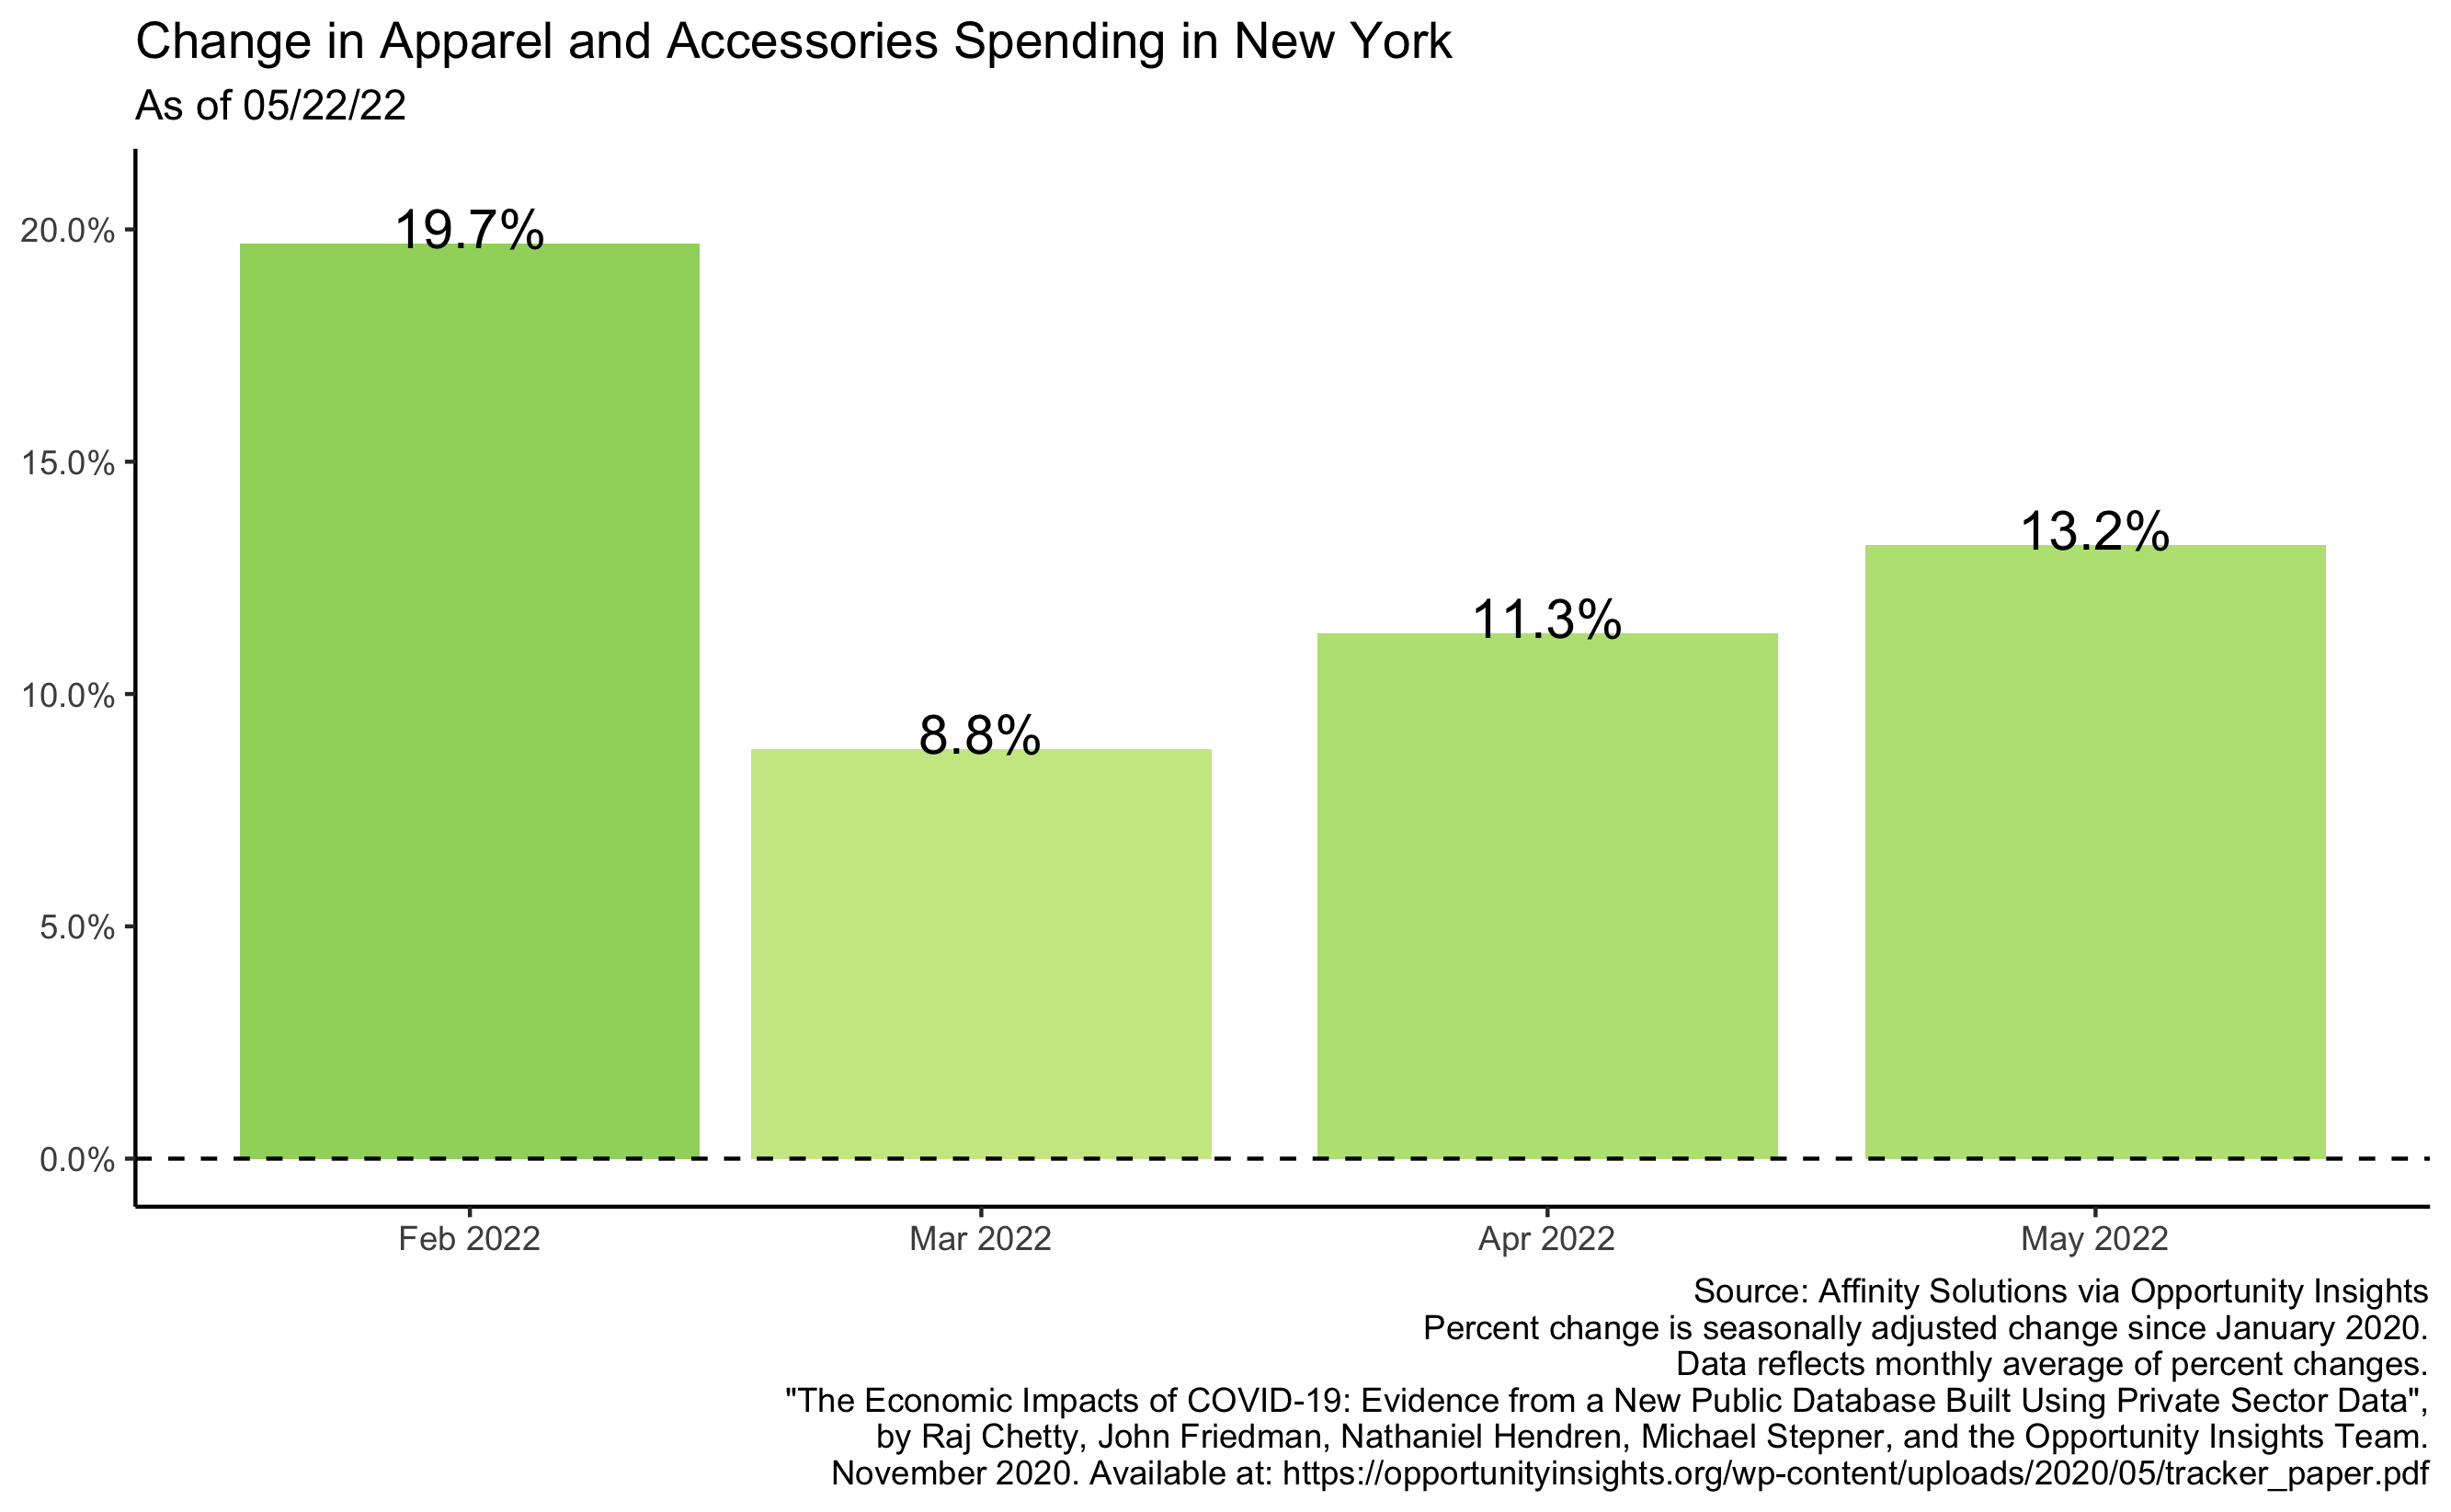 Change in Apparel and Accessories Spending in New York
As of 05/22/22
20.0%
15.0%
10.0%
5.0%
0.0%
19.7%
8.8%
11.3%
13.2%
Feb 2022
Mar 2022
Apr 2022
May 2022
Source: Affinity Solutions via Opportunity Insights
Percent change is seasonally adjusted change since January 2020.
Data reflects monthly average of percent changes.
"The Economic Impacts of COVID-19: Evidence from a New Public Database Built Using Private Sector Data",
by Raj Chetty, John Friedman, Nathaniel Hendren, Michael Stepner, and the Opportunity Insights Team.
November 2020. Available at: https://opportunityinsights.org/wp-content/uploads/2020/05/tracker_paper.pdf